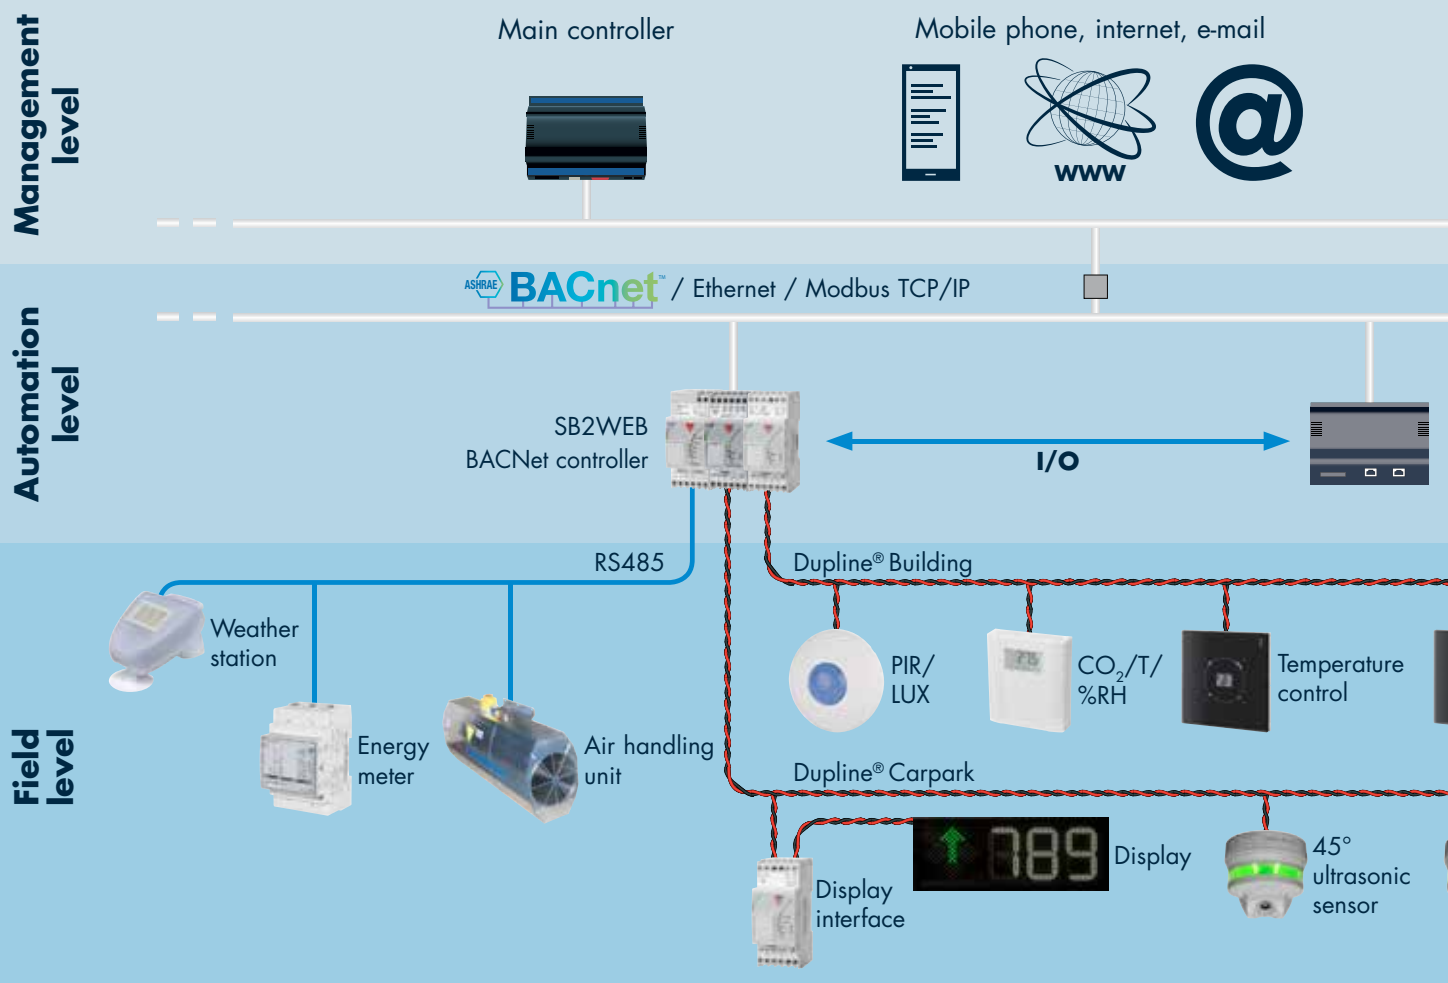 Management
level
Main controller
Mobile phone, internet, e-mail
www
@
Automation
level
ASHRAE BACnet™ / Ethernet / Modbus TCP/IP
SB2WEB
BACNet controller
I/O
Field
level
RS485
Dupline® Building
Weather
station
PIR/
LUX
CO₂/T/
%RH
Temperature
control
Energy
meter
Air handling
unit
Dupline® Carpark
789
Display
Display
interface
45°
ultrasonic
sensor